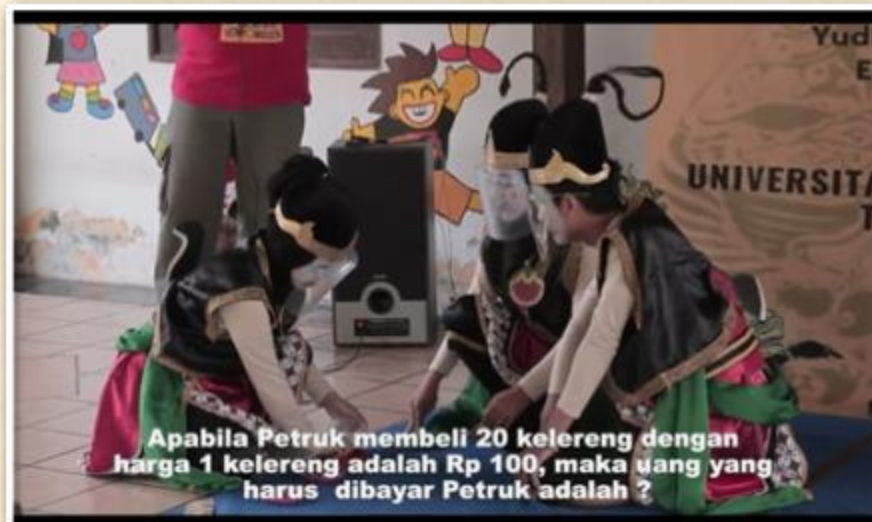 Yud
E
UNIVERSITA
T
Apabila Petruk membeli 20 kelereng dengan
harga 1 kelereng adalah Rp 100, maka uang yang
harus dibayar Petruk adalah ?